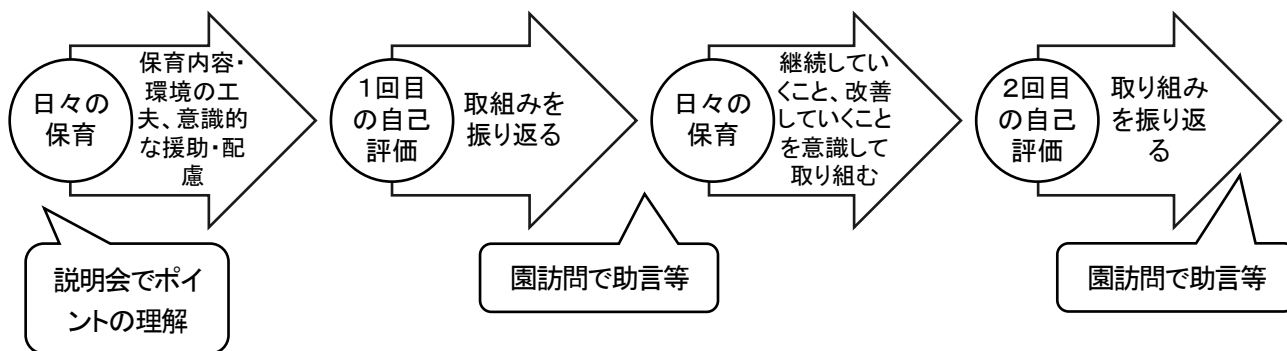 日々の
保育
保育内容・
環境の工
夫、意識的
な援助・配
慮
1回目
の自己
評価
取組みを
振り返る
日々の
保育
継続してい
くこと、改善
していくこと
を意識して
取り組む
2回目
の自己
評価
取り組み
を振り返
る
説明会でポイ
ントの理解
園訪問で助言等
園訪問で助言等